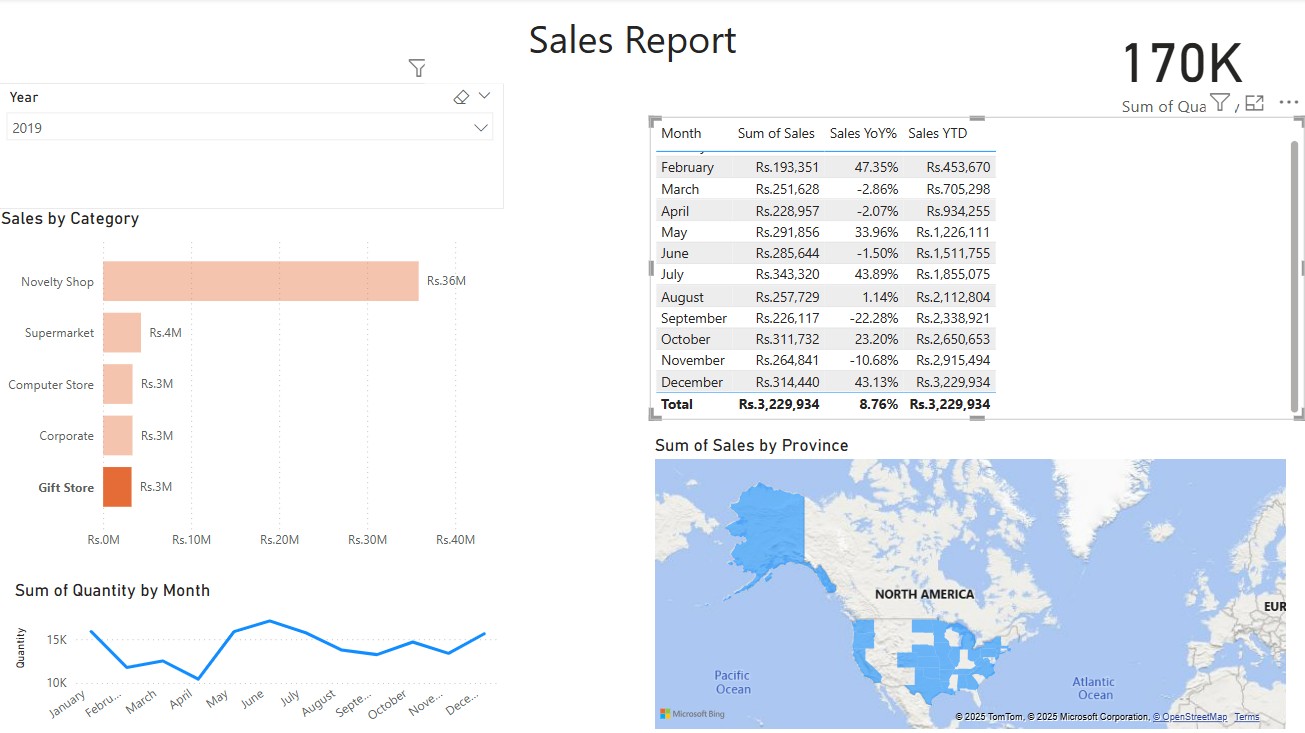 Sales Report
170K
Sum of Qua
Year
2019
Sales by Category
Novelty Shop Rs.36M
Supermarket Rs.4M
Computer Store Rs.3M
Corporate Rs.3M
Gift Store Rs.3M
Rs.0M Rs.10M Rs.20M Rs.30M Rs.40M
Sum of Quantity by Month
Quantity
15K
10K
January Febru... March April May June July August Septe... October Nove... Dece...
Month Sum of Sales Sales YoY% Sales YTD
February Rs.193,351 47.35% Rs.453,670
March Rs.251,628 -2.86% Rs.705,298
April Rs.228,957 -2.07% Rs.934,255
May Rs.291,856 33.96% Rs.1,226,111
June Rs.285,644 -1.50% Rs.1,511,755
July Rs.343,320 43.89% Rs.1,855,075
August Rs.257,729 1.14% Rs.2,112,804
September Rs.226,117 -22.28% Rs.2,338,921
October Rs.311,732 23.20% Rs.2,650,653
November Rs.264,841 -10.68% Rs.2,915,494
December Rs.314,440 43.13% Rs.3,229,934
Total Rs.3,229,934 8.76% Rs.3,229,934
Sum of Sales by Province
NORTH AMERICA
EUR
Pacific
Ocean
Atlantic
Ocean
Microsoft Bing
© 2025 TomTom, © 2025 Microsoft Corporation, © OpenStreetMap Terms